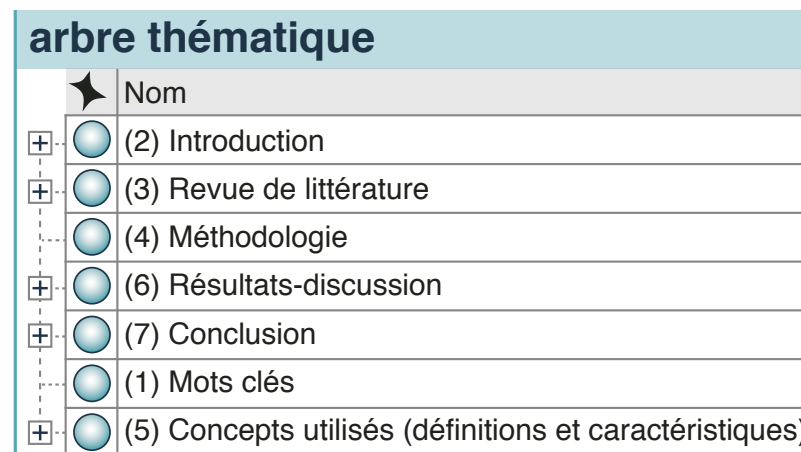 arbre thématique
Nom
(2) Introduction
(3) Revue de littérature
(4) Méthodologie
(6) Résultats-discussion
(7) Conclusion
(1) Mots clés
(5) Concepts utilisés (définitions et caractéristiques)